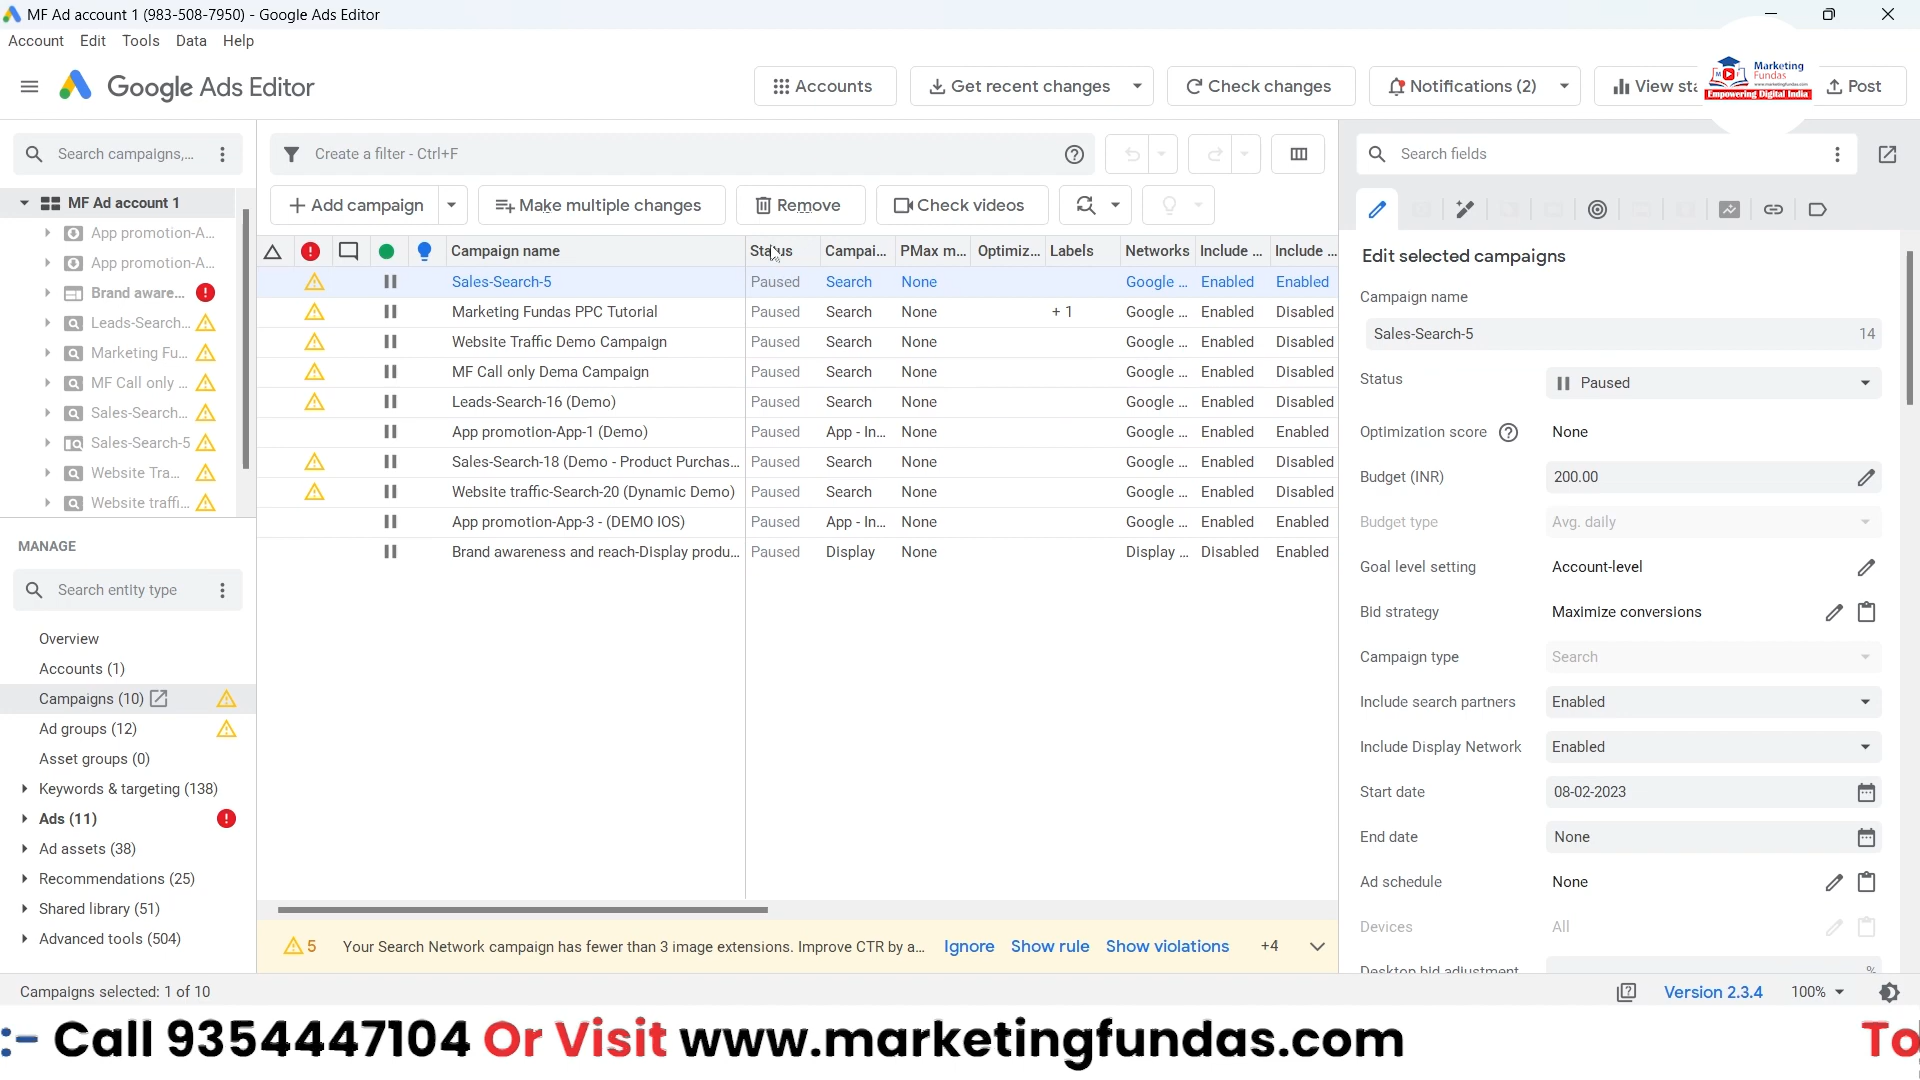 MF Ad account 1 (983-508-7950) - Google Ads Editor
Account Edit Tools Data Help
Google Ads Editor
Accounts
Get recent changes
Check changes
Notifications (2)
View sta
Marketing
Fundas
Empowering Digital India
Post
Search campaigns,...
Create a filter - Ctrl+F
Search fields
Add campaign
Make multiple changes
Remove
Check videos
MF Ad account 1
App promotion-A...
App promotion-A...
Brand aware...
Leads-Search...
Marketing Fu...
MF Call only ...
Sales-Search...
Sales-Search-5
Website Tra...
Website traffi...
MANAGE
Search entity type
Overview
Accounts (1)
Campaigns (10)
Ad groups (12)
Asset groups (0)
Keywords & targeting (138)
Ads (11)
Ad assets (38)
Recommendations (25)
Shared library (51)
Advanced tools (504)
Campaign name Status Campai... PMax m... Optimiz... Labels Networks Include ... Include ...
Sales-Search-5 Paused Search None Google ... Enabled Enabled
Marketing Fundas PPC Tutorial Paused Search None + 1 Google ... Enabled Disabled
Website Traffic Demo Campaign Paused Search None Google ... Enabled Disabled
MF Call only Dema Campaign Paused Search None Google ... Enabled Disabled
Leads-Search-16 (Demo) Paused Search None Google ... Enabled Disabled
App promotion-App-1 (Demo) Paused App - In... None Google ... Enabled Enabled
Sales-Search-18 (Demo - Product Purchas... Paused Search None Google ... Enabled Disabled
Website traffic-Search-20 (Dynamic Demo) Paused Search None Google ... Enabled Disabled
App promotion-App-3 - (DEMO IOS) Paused App - In... None Google ... Enabled Enabled
Brand awareness and reach-Display produ... Paused Display None Display ... Disabled Enabled
5 Your Search Network campaign has fewer than 3 image extensions. Improve CTR by a... Ignore Show rule Show violations +4
Edit selected campaigns
Campaign name
Sales-Search-5 14
Status Paused
Optimization score None
Budget (INR) 200.00
Budget type Avg. daily
Goal level setting Account-level
Bid strategy Maximize conversions
Campaign type Search
Include search partners Enabled
Include Display Network Enabled
Start date 08-02-2023
End date None
Ad schedule None
Devices All
Desktop bid adjustment %
Campaigns selected: 1 of 10
Version 2.3.4 100%
:- Call 9354447104 Or Visit www.marketingfundas.com To